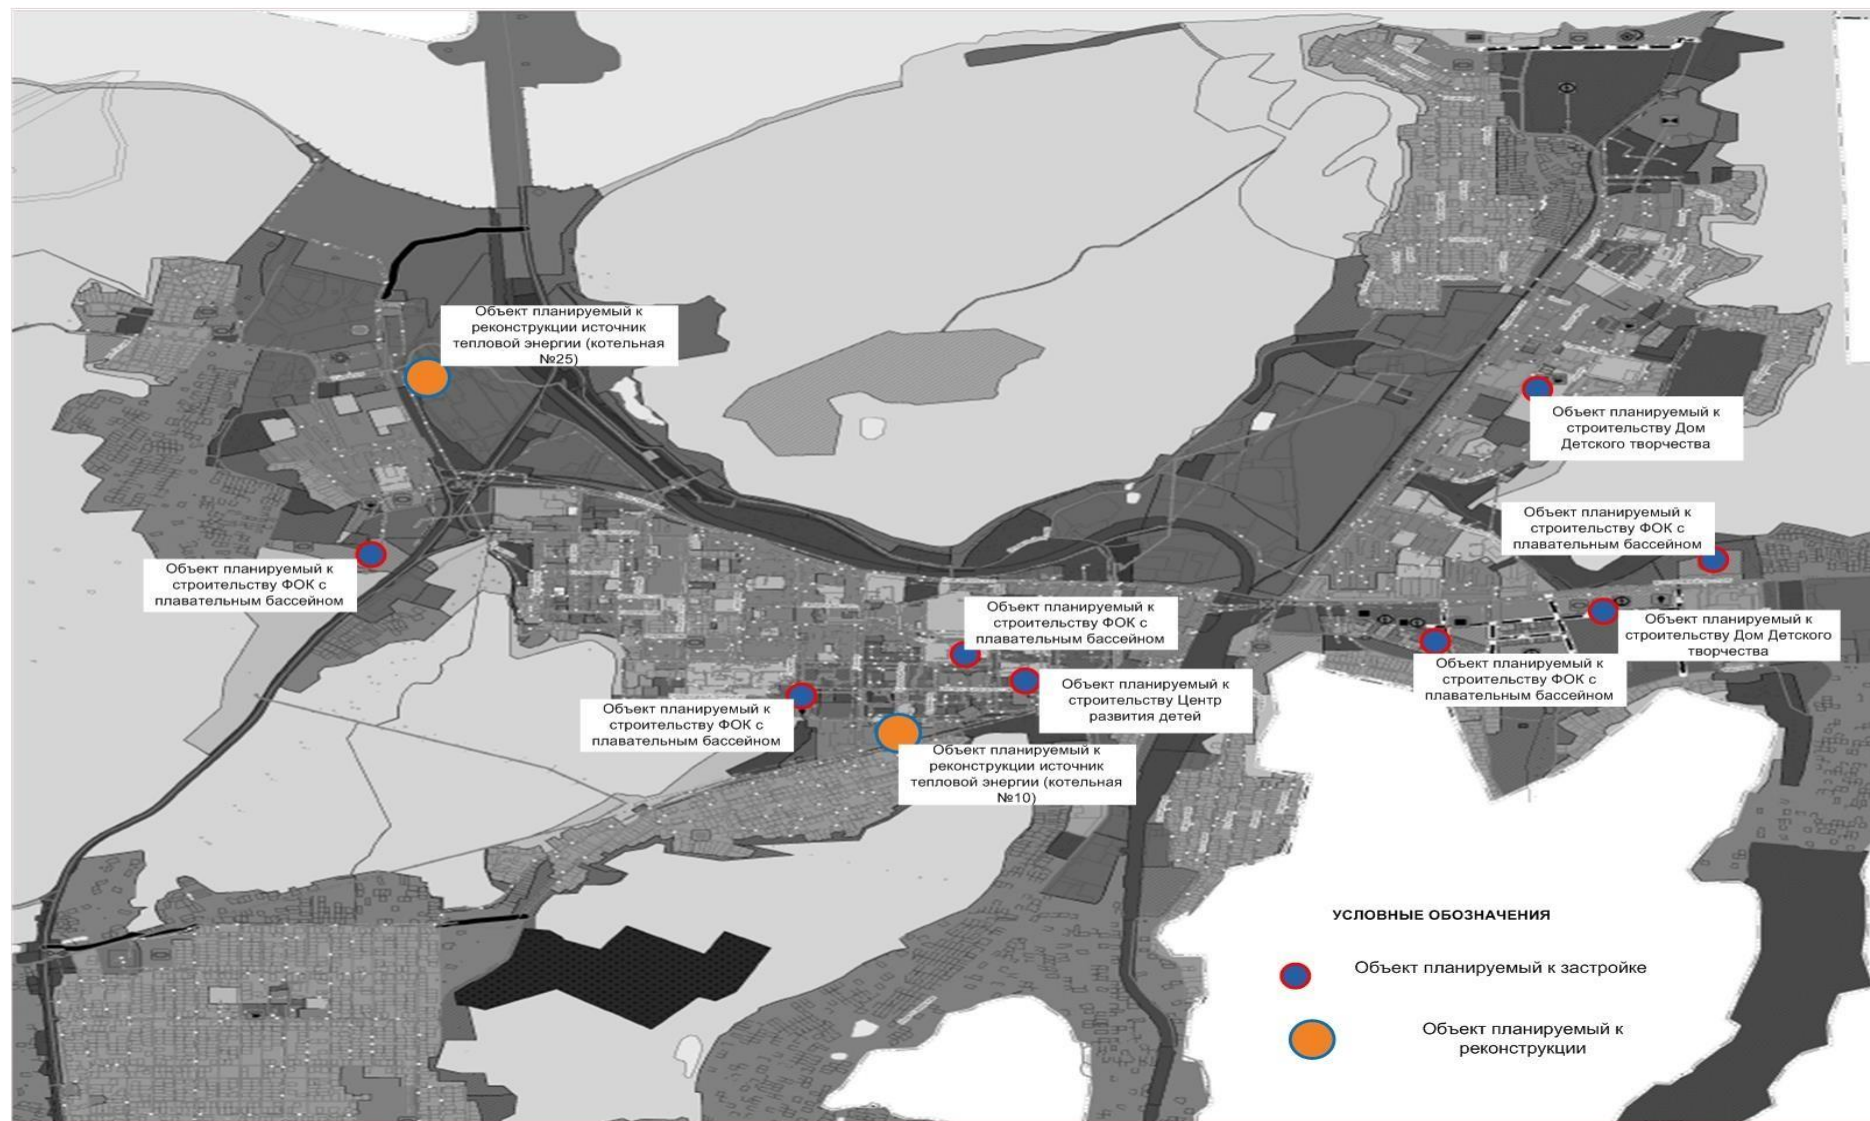 Объект планируемый к
реконструкции источник
тепловой энергии (котельная
№25)
Объект планируемый к
строительству Дом
Детского творчества
Объект планируемый к
строительству ФОК с
плавательным бассейном
Объект планируемый к
строительству ФОК с
плавательным бассейном
Объект планируемый к
строительству ФОК с
плавательным бассейном
Объект планируемый к
строительству Дом Детского
творчества
Объект планируемый к
строительству ФОК с
плавательным бассейном
Объект планируемый к
строительству Центр
развития детей
Объект планируемый к
строительству ФОК с
плавательным бассейном
Объект планируемый к
реконструкции источник
тепловой энергии (котельная
№10)
УСЛОВНЫЕ ОБОЗНАЧЕНИЯ
Объект планируемый к застройке
Объект планируемый к
реконструкции